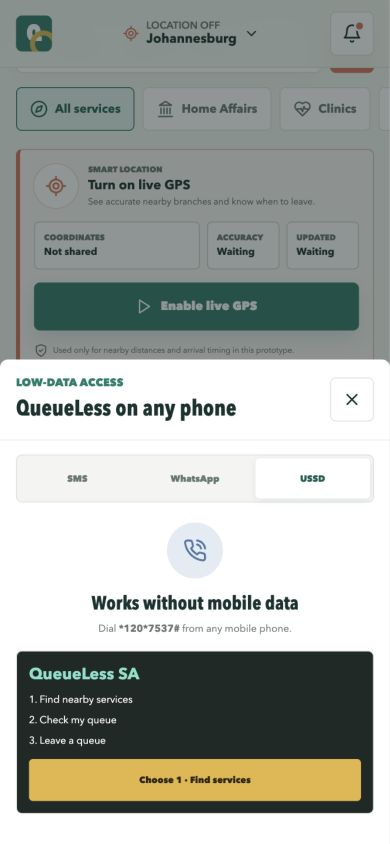 LOCATION OFF
Johannesburg
All services
Home Affairs
Clinics
SMART LOCATION
Turn on live GPS
See accurate nearby branches and know when to leave.
COORDINATES
Not shared
ACCURACY
Waiting
UPDATED
Waiting
Enable live GPS
Used only for nearby distances and arrival timing in this prototype.
LOW-DATA ACCESS
QueueLess on any phone
SMS
WhatsApp
USSD
Works without mobile data
Dial *120*7537# from any mobile phone.
QueueLess SA
1. Find nearby services
2. Check my queue
3. Leave a queue
Choose 1 · Find services